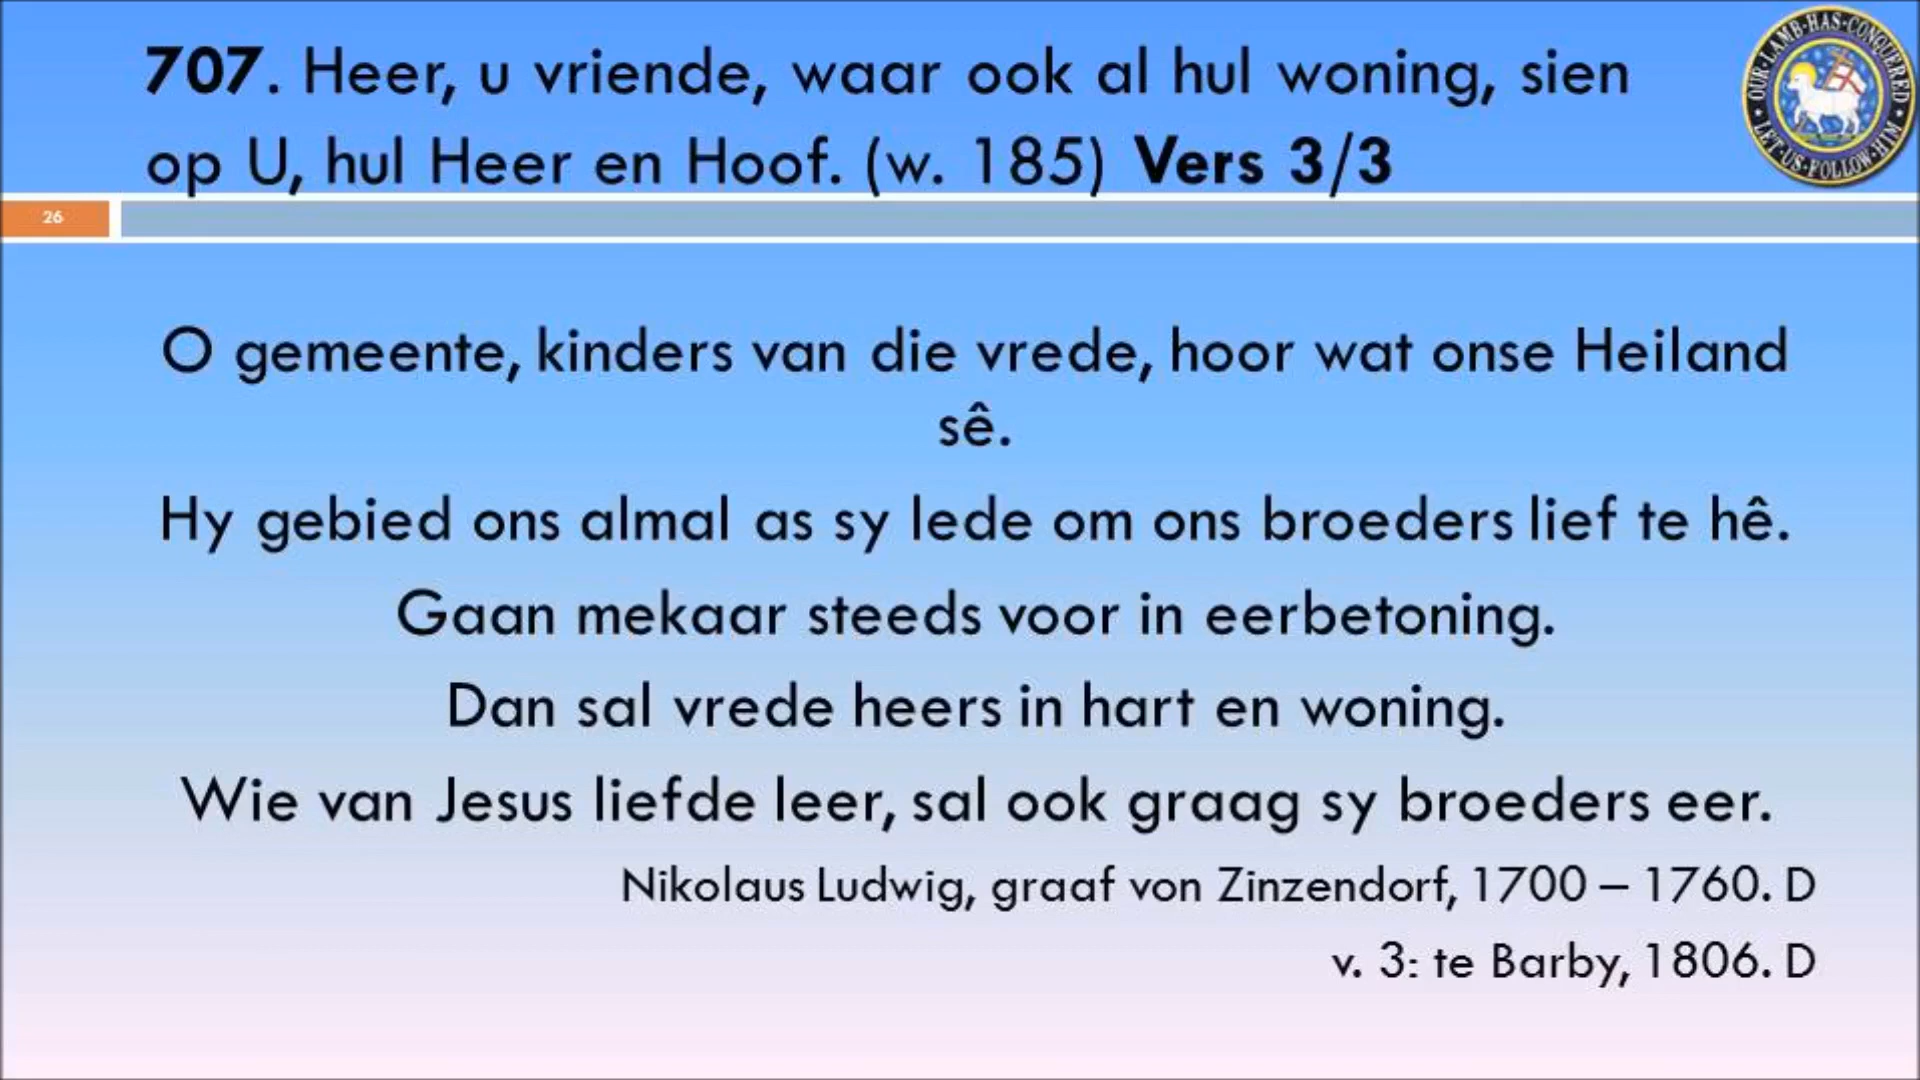 707. Heer, u vriende, waar ook al hul woning, sien
op U, hul Heer en Hoof. (w. 185) Vers 3/3
OUR·LAMB·HAS·CONQUERED
LET·US·FOLLOW·HIM
26
O gemeente, kinders van die vrede, hoor wat onse Heiland
sê.
Hy gebied ons almal as sy lede om ons broeders lief te hê.
Gaan mekaar steeds voor in eerbetoning.
Dan sal vrede heers in hart en woning.
Wie van Jesus liefde leer, sal ook graag sy broeders eer.
Nikolaus Ludwig, graaf von Zinzendorf, 1700 – 1760. D
v. 3: te Barby, 1806. D